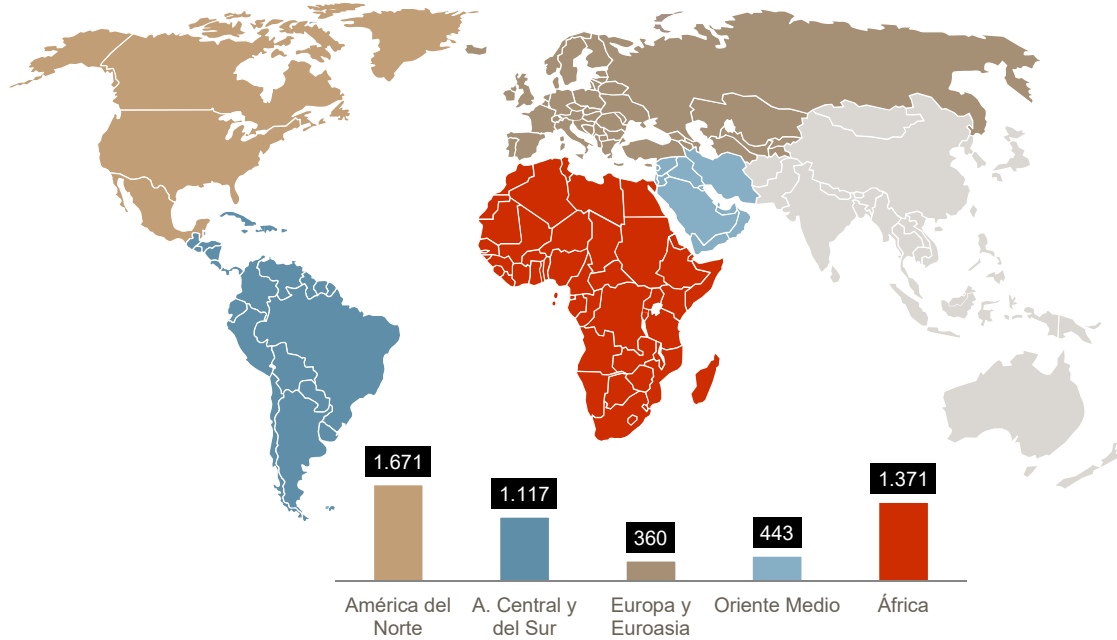 1.671
1.117
360
443
1.371
América del
Norte
A. Central y
del Sur
Europa y
Euroasia
Oriente Medio
África